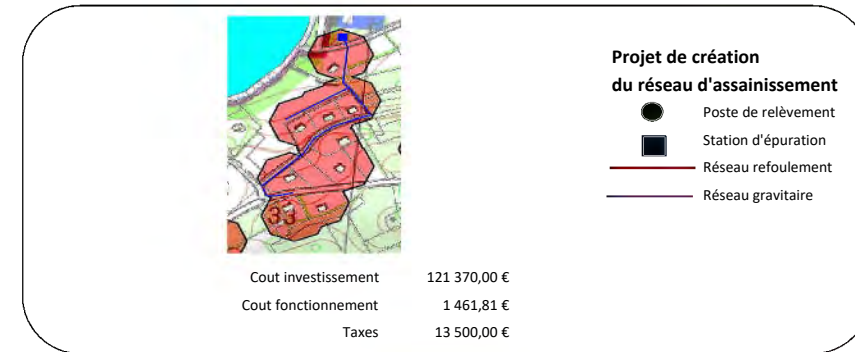 Projet de création
du réseau d'assainissement
Poste de relèvement
Station d'épuration
Réseau refoulement
Réseau gravitaire
33
Cout investissement 121 370,00 €
Cout fonctionnement 1 461,81 €
Taxes 13 500,00 €